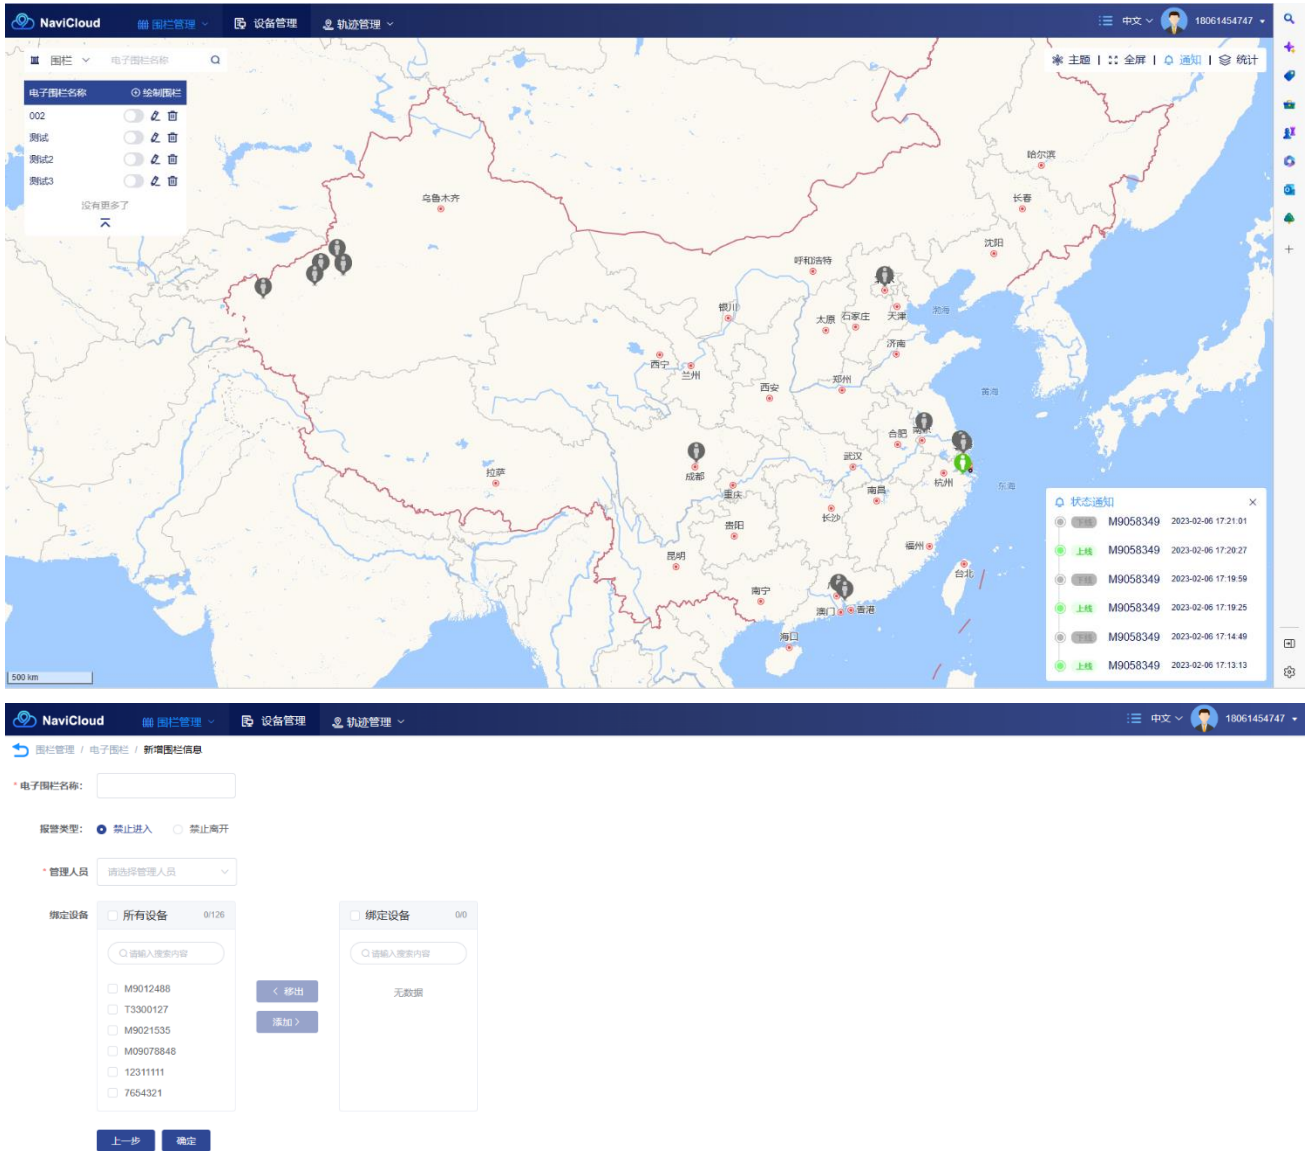 NaviCloud 围栏管理 设备管理 轨迹管理 中文 18061454747
围栏 电子围栏名称
主题 | 全屏 | 通知 | 统计
电子围栏名称 绘制围栏
002
测试
测试2
测试3
没有更多了
哈尔滨
长春
乌鲁木齐
沈阳
呼和浩特
银川
天津
渤海
太原
石家庄
济南
西宁
兰州
西安
郑州
黄海
合肥
成都
武汉
拉萨
重庆
杭州
南昌
东海
长沙
贵阳
福州
昆明
台北
南宁
澳门
香港
海口
500 km
状态通知
下线 M9058349 2023-02-06 17:21:01
上线 M9058349 2023-02-06 17:20:27
下线 M9058349 2023-02-06 17:19:59
上线 M9058349 2023-02-06 17:19:25
下线 M9058349 2023-02-06 17:14:49
上线 M9058349 2023-02-06 17:13:13
NaviCloud 围栏管理 设备管理 轨迹管理 中文 18061454747
围栏管理 / 电子围栏 / 新增围栏信息
* 电子围栏名称:
报警类型: 禁止进入 禁止离开
* 管理人员 请选择管理人员
绑定设备 所有设备 0/126 绑定设备 0/0
请输入搜索内容 请输入搜索内容
M9012488
T3300127
M9021535
M09078848
12311111
7654321
< 移出
添加 >
无数据
上一步 确定